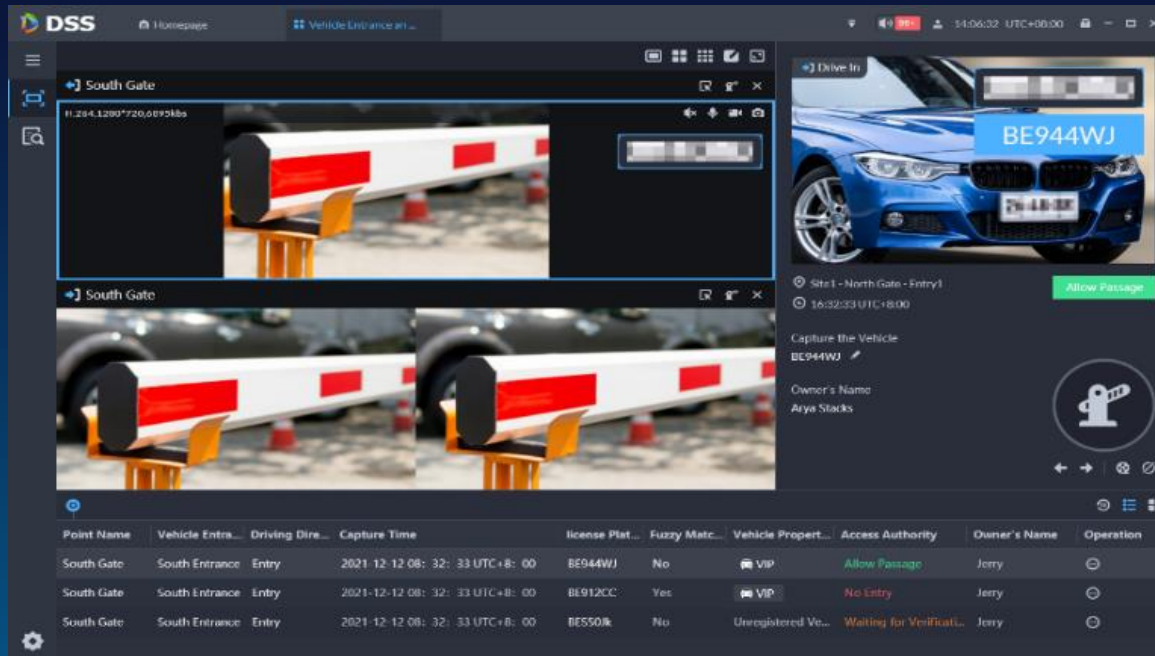 DSS Homepage Vehicle Entrance an ... 99+ 14:06:32 UTC+08:00
South Gate
H.264,1280*720,6895kbs
South Gate
Drive In
BE944WJ
Site1 - North Gate - Entry1
Allow Passage
16:32:33 UTC+8:00
Capture the Vehicle
BE944WJ
Owner's Name
Arya Stacks
Point Name Vehicle Entra... Driving Dire... Capture Time license Plat... Fuzzy Matc... Vehicle Propert... Access Authority Owner's Name Operation
South Gate South Entrance Entry 2021-12-12 08: 32: 33 UTC+8: 00 BE944WJ No VIP Allow Passage Jerry
South Gate South Entrance Entry 2021-12-12 08: 32: 33 UTC+8: 00 BE912CC Yes VIP No Entry Jerry
South Gate South Entrance Entry 2021-12-12 08: 32: 33 UTC+8: 00 BES50Jk No Unregistered Ve... Waiting for Verificati... Jerry